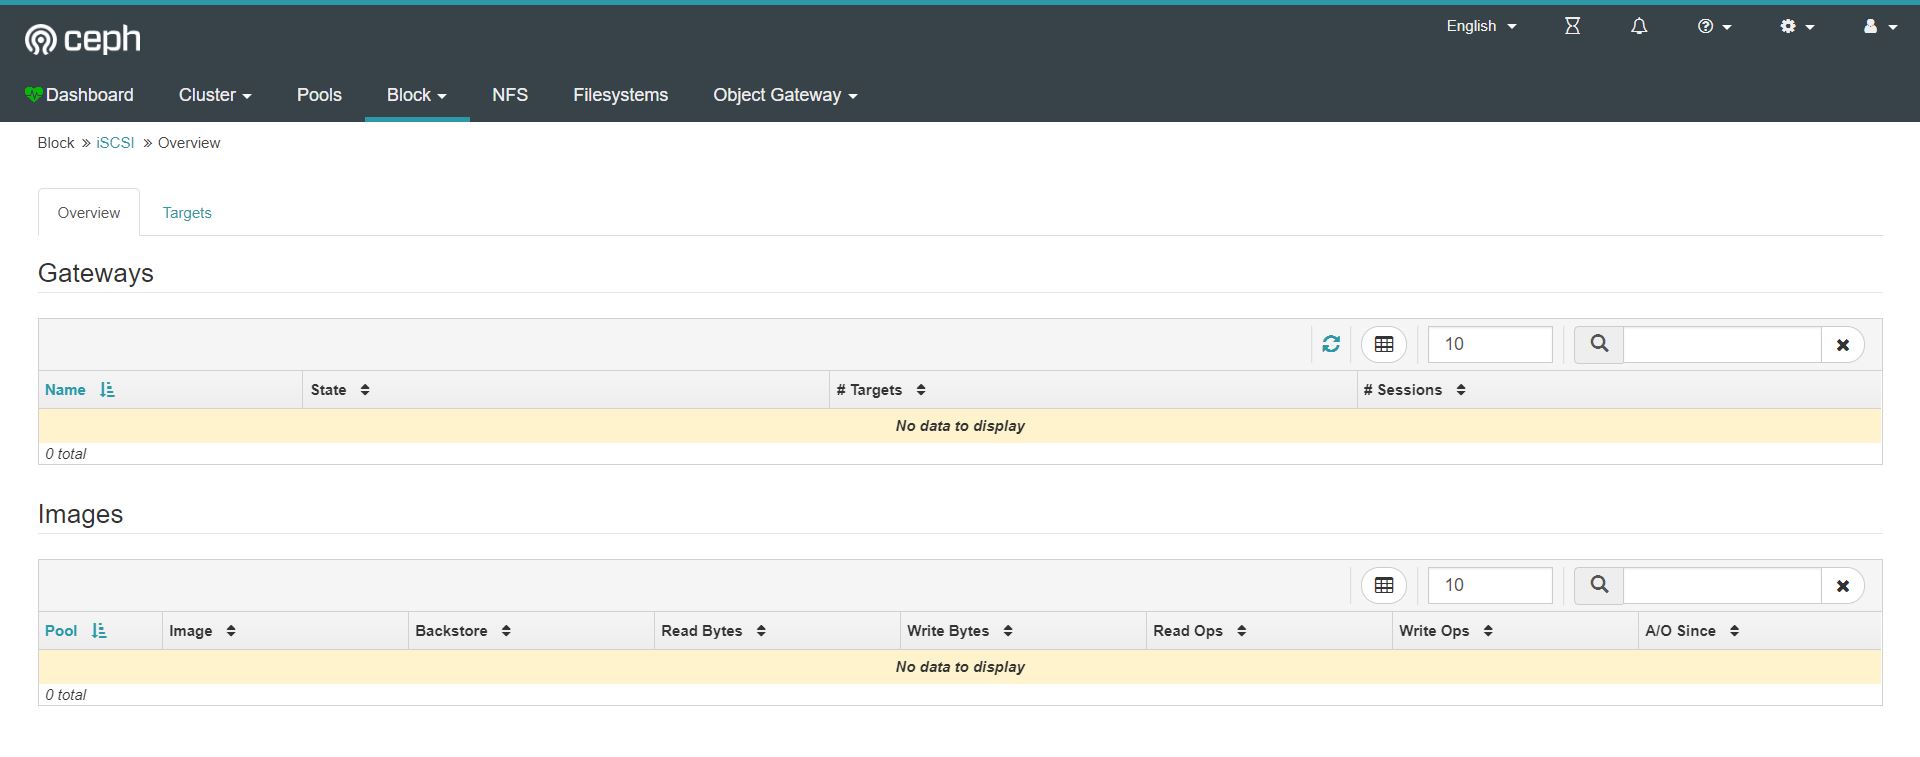 ceph
English
Dashboard Cluster Pools Block NFS Filesystems Object Gateway
Block » iSCSI » Overview
Overview Targets
Gateways
10
Name State # Targets # Sessions
No data to display
0 total
Images
10
Pool Image Backstore Read Bytes Write Bytes Read Ops Write Ops A/O Since
No data to display
0 total